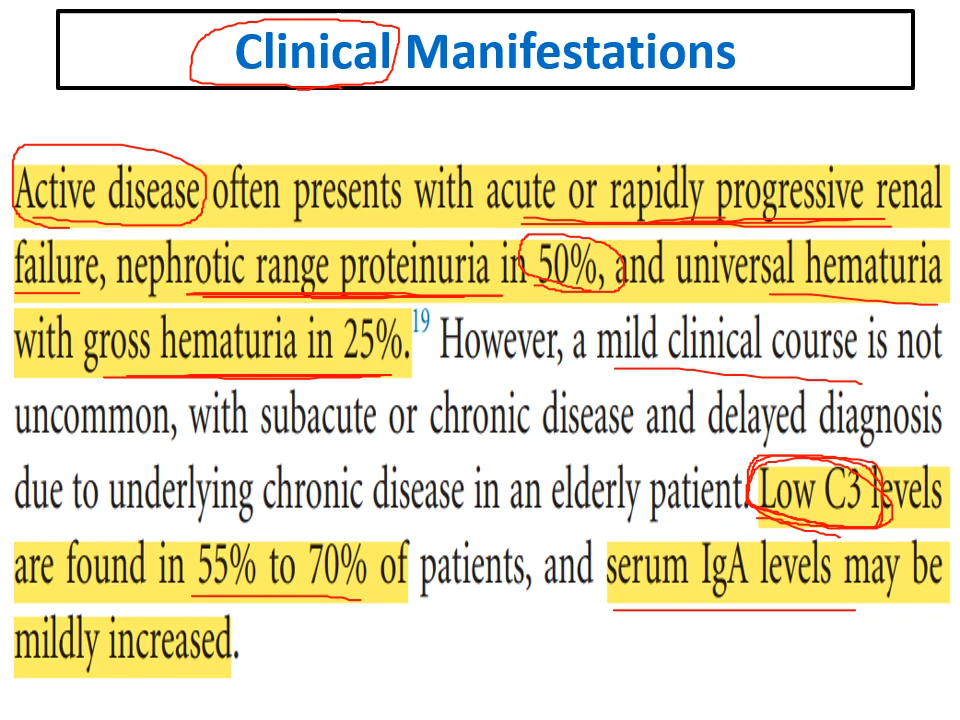 Clinical Manifestations
Active disease often presents with acute or rapidly progressive renal
failure, nephrotic range proteinuria in 50%, and universal hematuria
with gross hematuria in 25%.19 However, a mild clinical course is not
uncommon, with subacute or chronic disease and delayed diagnosis
due to underlying chronic disease in an elderly patient. Low C3 levels
are found in 55% to 70% of patients, and serum IgA levels may be
mildly increased.